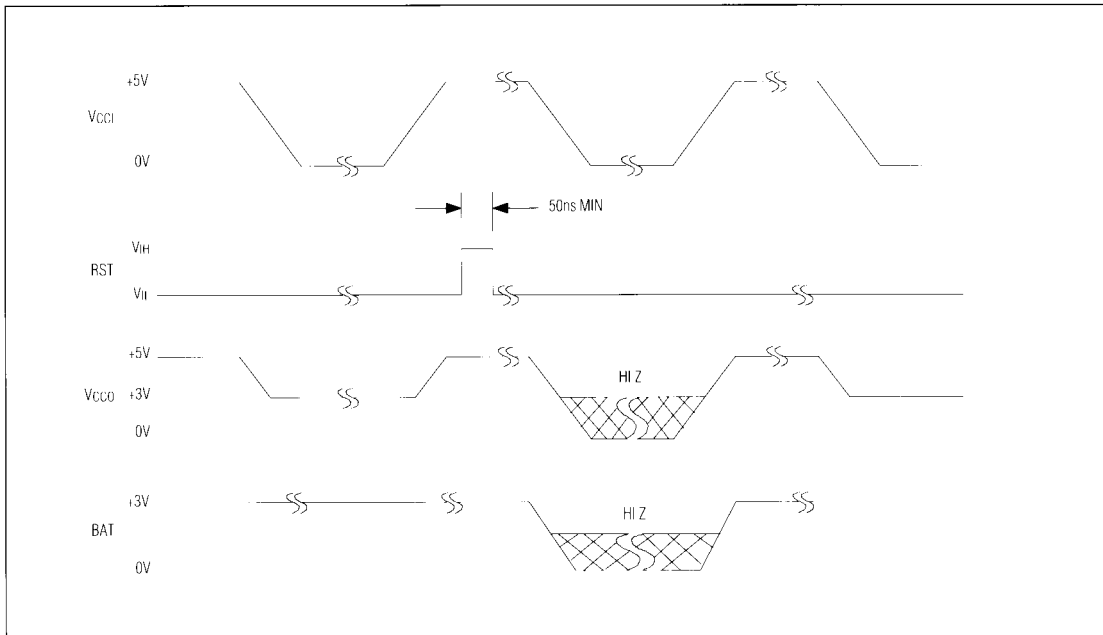 +5V
VCCI
0V
50ns MIN
VIH
RST
VIL
+5V
HI Z
VCCO
+3V
0V
+3V
HI Z
BAT
0V